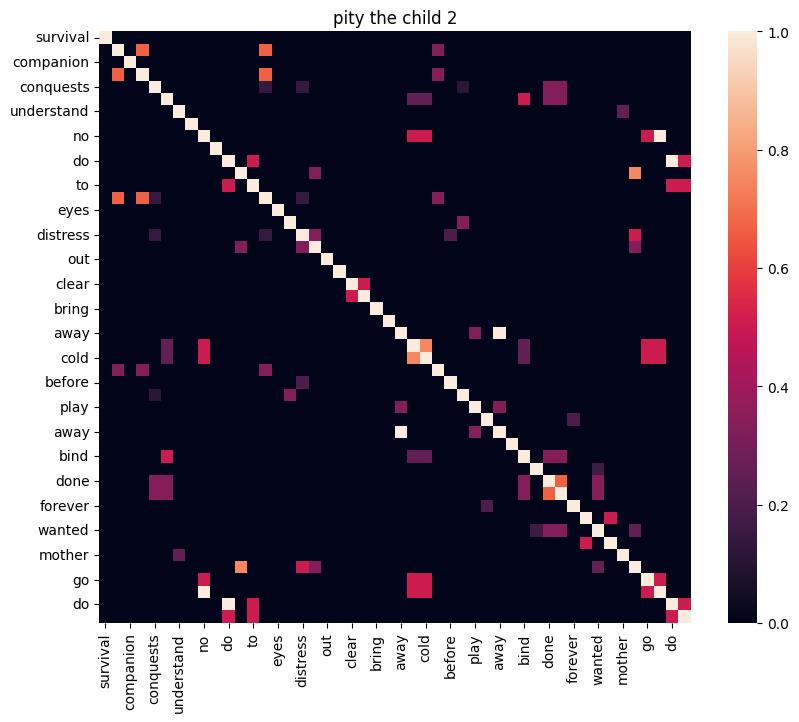 pity the child 2
survival
companion
conquests
understand
no
do
to
eyes
distress
out
clear
bring
away
cold
before
play
away
bind
done
forever
wanted
mother
go
do
survival
companion
conquests
understand
no
do
to
eyes
distress
out
clear
bring
away
cold
before
play
away
bind
done
forever
wanted
mother
go
do
1.0
0.8
0.6
0.4
0.2
0.0